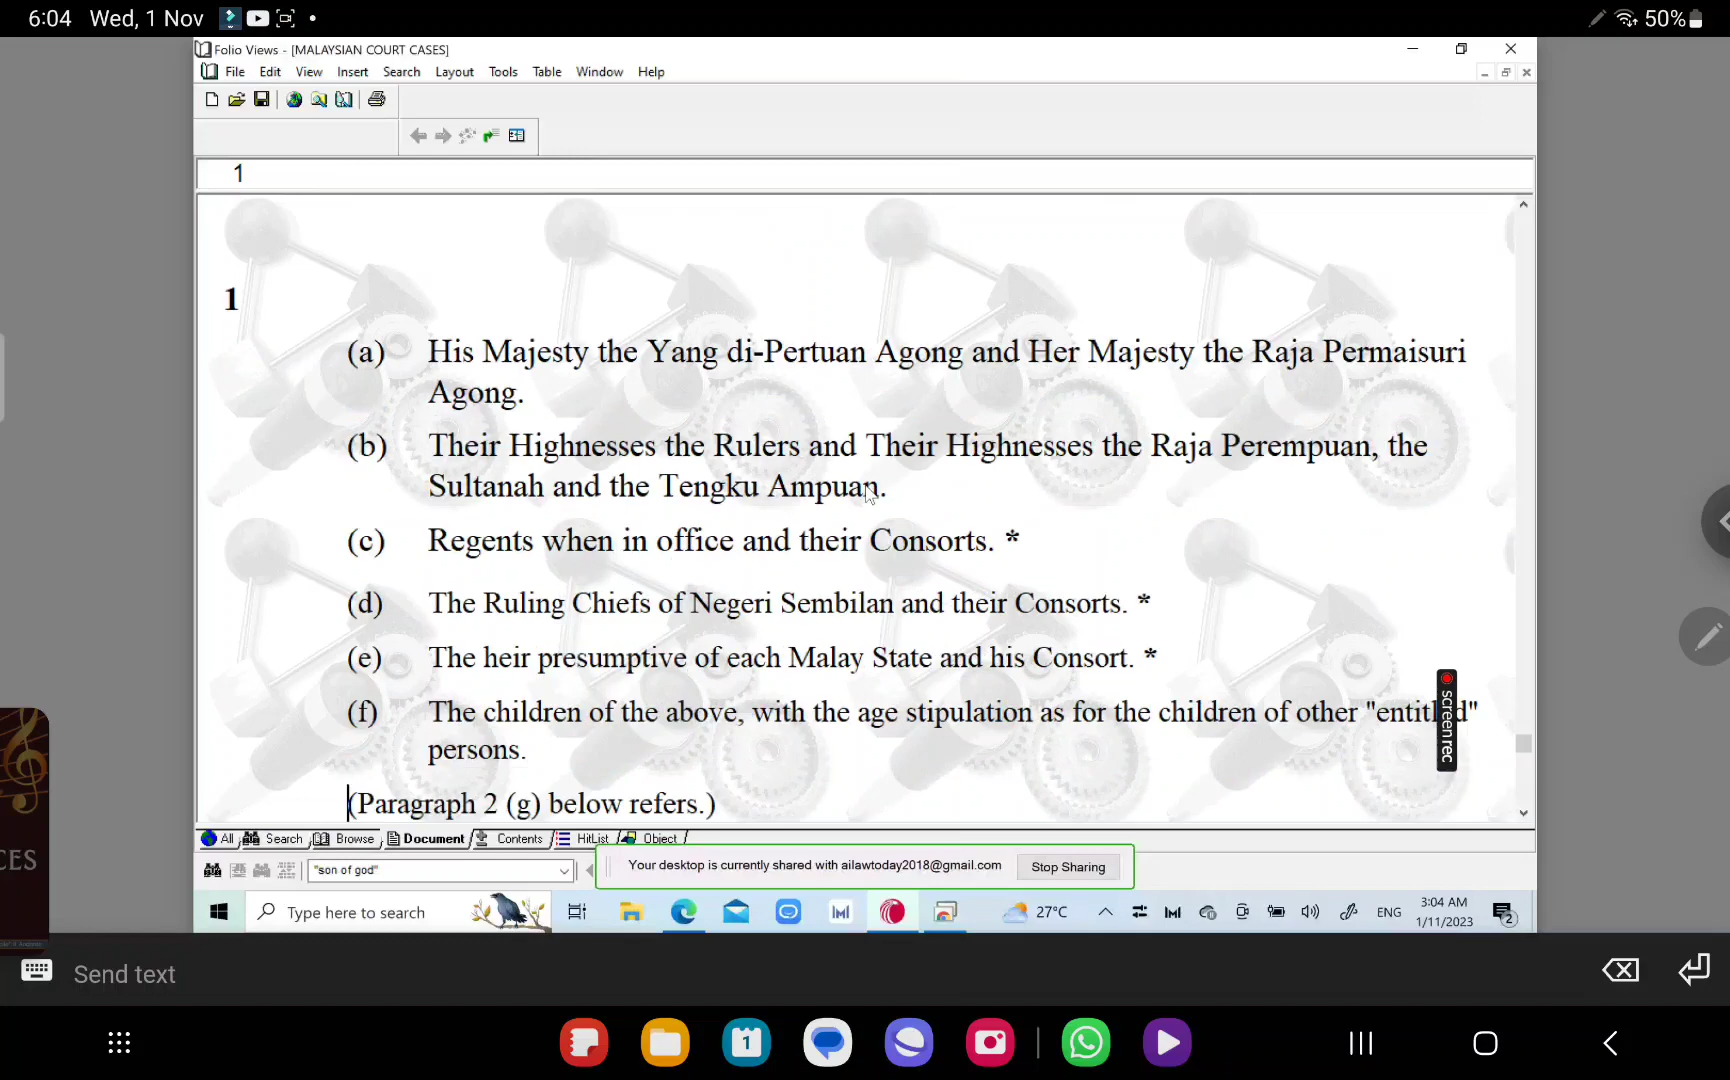 6:04 Wed, 1 Nov
50%
Folio Views - [MALAYSIAN COURT CASES]
File Edit View Insert Search Layout Tools Table Window Help
1
1
(a) His Majesty the Yang di-Pertuan Agong and Her Majesty the Raja Permaisuri
Agong.
(b) Their Highnesses the Rulers and Their Highnesses the Raja Perempuan, the
Sultanah and the Tengku Ampuan.
(c) Regents when in office and their Consorts. *
(d) The Ruling Chiefs of Negeri Sembilan and their Consorts. *
(e) The heir presumptive of each Malay State and his Consort. *
(f) The children of the above, with the age stipulation as for the children of other "entitled"
persons.
screen rec
(Paragraph 2 (g) below refers.)
All Search Browse Document Contents HitList Object
"son of god"
Your desktop is currently shared with ailawtoday2018@gmail.com Stop Sharing
CES
Type here to search
27°C
ENG
3:04 AM
1/11/2023
2
Send text
1